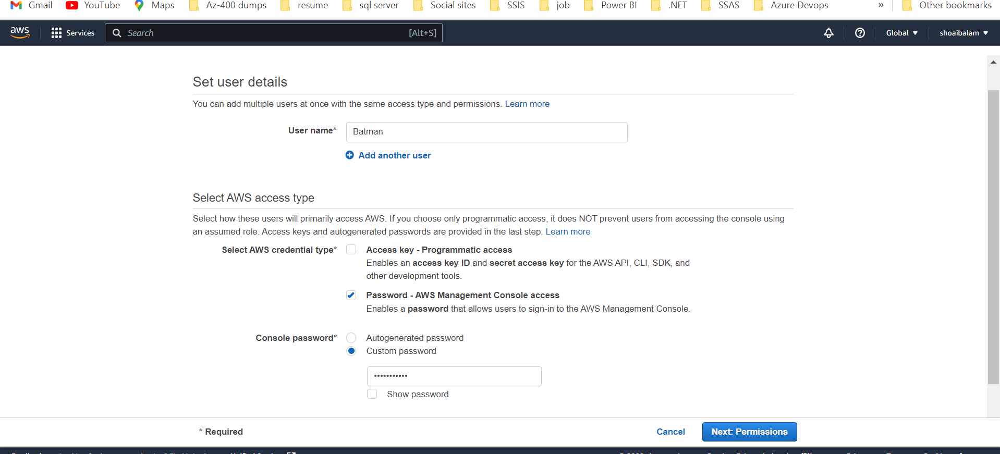 Gmail YouTube Maps Az-400 dumps resume sql server Social sites SSIS job Power BI .NET SSAS Azure Devops » Other bookmarks
aws Services Search [Alt+S] Global shoaibalam
Set user details
You can add multiple users at once with the same access type and permissions. Learn more
User name* Batman
Add another user
Select AWS access type
Select how these users will primarily access AWS. If you choose only programmatic access, it does NOT prevent users from accessing the console using
an assumed role. Access keys and autogenerated passwords are provided in the last step. Learn more
Select AWS credential type* Access key - Programmatic access
Enables an access key ID and secret access key for the AWS API, CLI, SDK, and
other development tools.
Password - AWS Management Console access
Enables a password that allows users to sign-in to the AWS Management Console.
Console password* Autogenerated password
Custom password
•••••••••••
Show password
* Required Cancel Next: Permissions